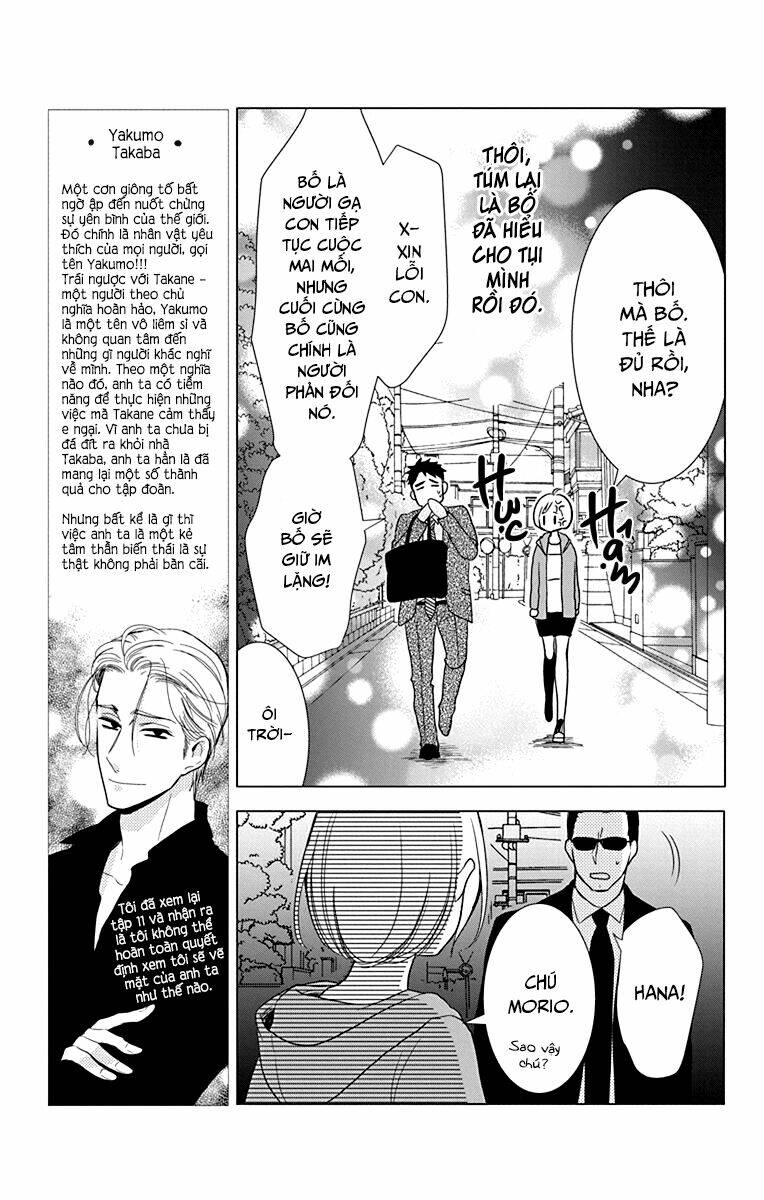 THÔI
MÀ BỐ.
THẾ LÀ
ĐỦ RỒI,
NHA?
THÔI,
TÚM LẠI
LÀ BỐ
ĐÃ HIỂU
CHO TỤI
MÌNH
RỒI ĐÓ.
X-
XIN
LỖI
CON.
BỐ LÀ
NGƯỜI GẠ
CON TIẾP
TỤC CUỘC
MAI MỐI,
NHƯNG
CUỐI CÙNG
BỐ CŨNG
CHÍNH LÀ
NGƯỜI
PHẢN ĐỐI
NÓ.
HẬM
HỰC
GIỜ
BỐ SẼ
GIỮ IM
LẶNG!
ÔI
TRỜI~
HANA!
CHÚ
MORIO.
Sao vậy
chú?
• Yakumo •
Takaba
Một cơn giông tố bất
ngờ ập đến nuốt chửng
sự yên bình của thế giới.
Đó chính là nhân vật yêu
thích của mọi người, gọi
tên Yakumo!!!
Trái ngược với Takane -
một người theo chủ
nghĩa hoàn hảo, Yakumo
là một tên vô liêm sỉ và
không quan tâm đến
những gì người khác nghĩ
về mình. Theo một nghĩa
nào đó, anh ta có tiềm
năng để thực hiện những
việc mà Takane cảm thấy
e ngại. Vì anh ta chưa bị
đá đít ra khỏi nhà
Takaba, anh ta hẳn là đã
mang lại một số thành
quả cho tập đoàn.
Nhưng bất kể là gì thì
việc anh ta là một kẻ
tâm thần biến thái là sự
thật không phải bàn cãi.
Tôi đã xem lại
tập 11 và nhận ra
là tôi không thể
hoàn toàn quyết
định xem tôi sẽ vẽ
mặt của anh ta
như thế nào.